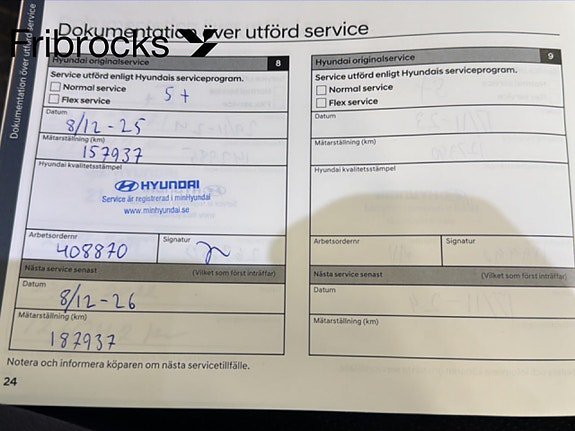 Dokumentation över utförd service
Fribrocks
Dokumentation över utförd service
Hyundai originalservice 8
Service utförd enligt Hyundais serviceprogram.
Normal service 5+
Flex service
Datum
8/12-25
Mätarställning (km)
157937
Hyundai kvalitetsstämpel
HYUNDAI
Service är registrerad i minHyundai
www.minhyundai.se
Arbetsordernr Signatur
408870
Nästa service senast (Vilket som först inträffar)
Datum
8/12-26
Mätarställning (km)
187937
Notera och informera köparen om nästa servicetillfälle.
24
Hyundai originalservice 9
Service utförd enligt Hyundais serviceprogram.
Normal service
Flex service
Datum
Mätarställning (km)
Hyundai kvalitetsstämpel
Arbetsordernr Signatur
Nästa service senast (Vilket som först inträffar)
Datum
Mätarställning (km)